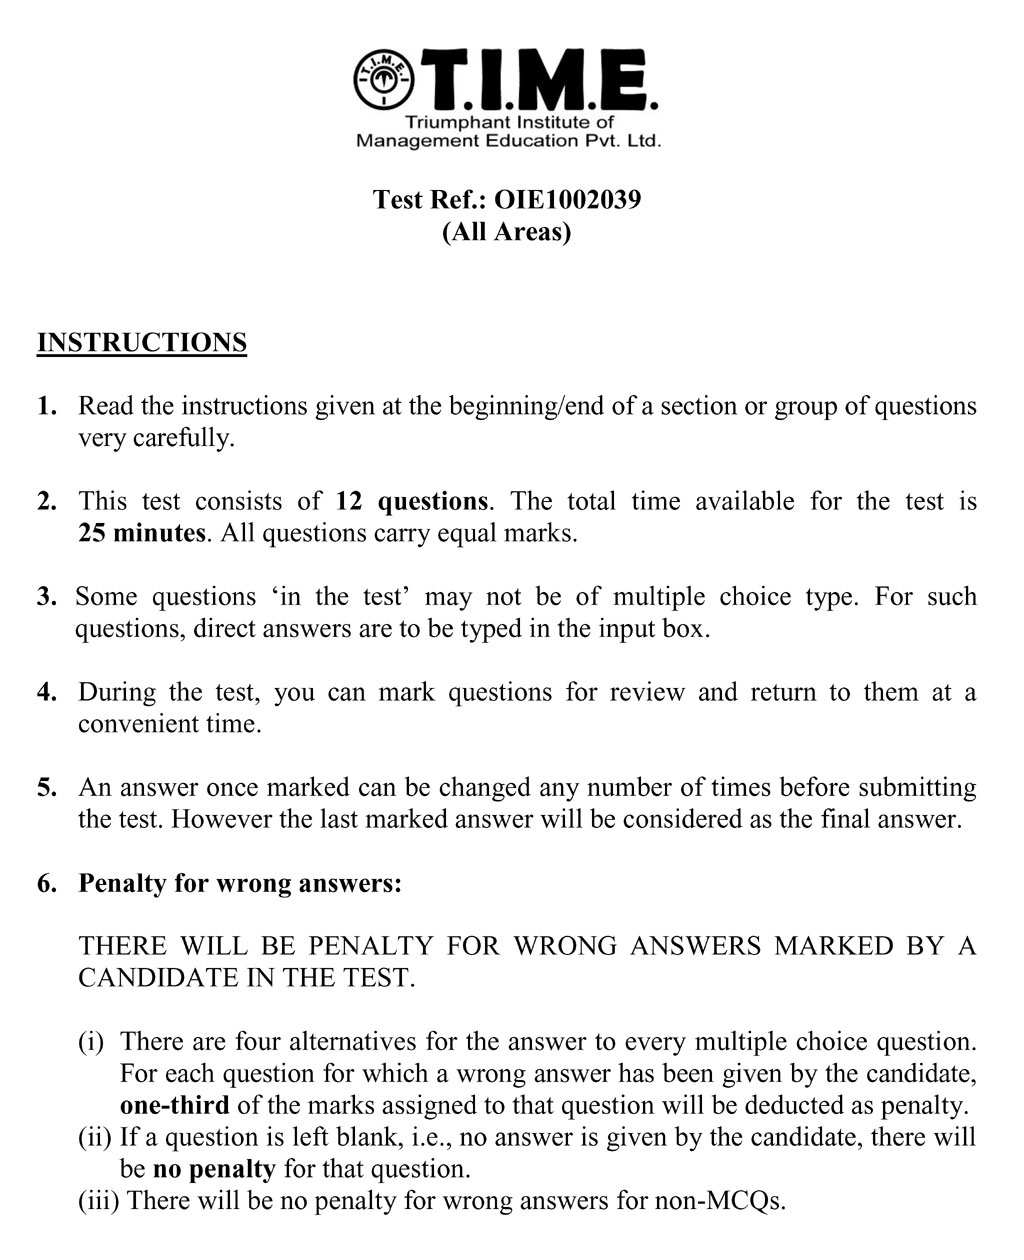 T.I.M.E.
T.I.M.E.
Triumphant Institute of
Management Education Pvt. Ltd.
Test Ref.: OIE1002039
(All Areas)
INSTRUCTIONS
1. Read the instructions given at the beginning/end of a section or group of questions
very carefully.
2. This test consists of 12 questions. The total time available for the test is
25 minutes. All questions carry equal marks.
3. Some questions ‘in the test’ may not be of multiple choice type. For such
questions, direct answers are to be typed in the input box.
4. During the test, you can mark questions for review and return to them at a
convenient time.
5. An answer once marked can be changed any number of times before submitting
the test. However the last marked answer will be considered as the final answer.
6. Penalty for wrong answers:
THERE WILL BE PENALTY FOR WRONG ANSWERS MARKED BY A
CANDIDATE IN THE TEST.
(i) There are four alternatives for the answer to every multiple choice question.
For each question for which a wrong answer has been given by the candidate,
one-third of the marks assigned to that question will be deducted as penalty.
(ii) If a question is left blank, i.e., no answer is given by the candidate, there will
be no penalty for that question.
(iii) There will be no penalty for wrong answers for non-MCQs.